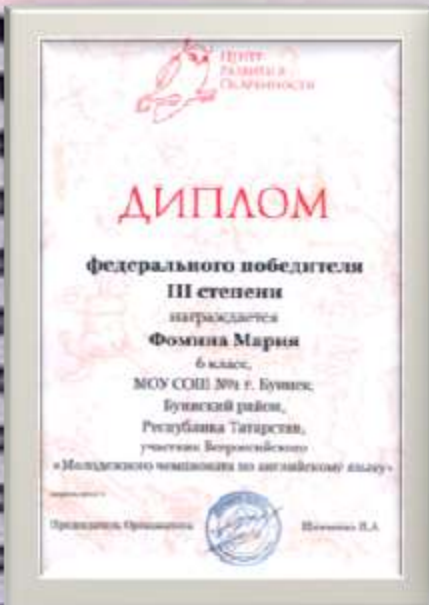 ЦЕНТР
РАЗВИТИЯ
ОДАРЕННОСТИ
ДИПЛОМ
федерального победителя
III степени
награждается
Фомина Мария
6 класс,
МОУ СОШ №1 г. Буинск,
Буинский район,
Республика Татарстан,
участник Всероссийского
«Молодежного чемпионата по английскому языку»
Председатель Оргкомитета